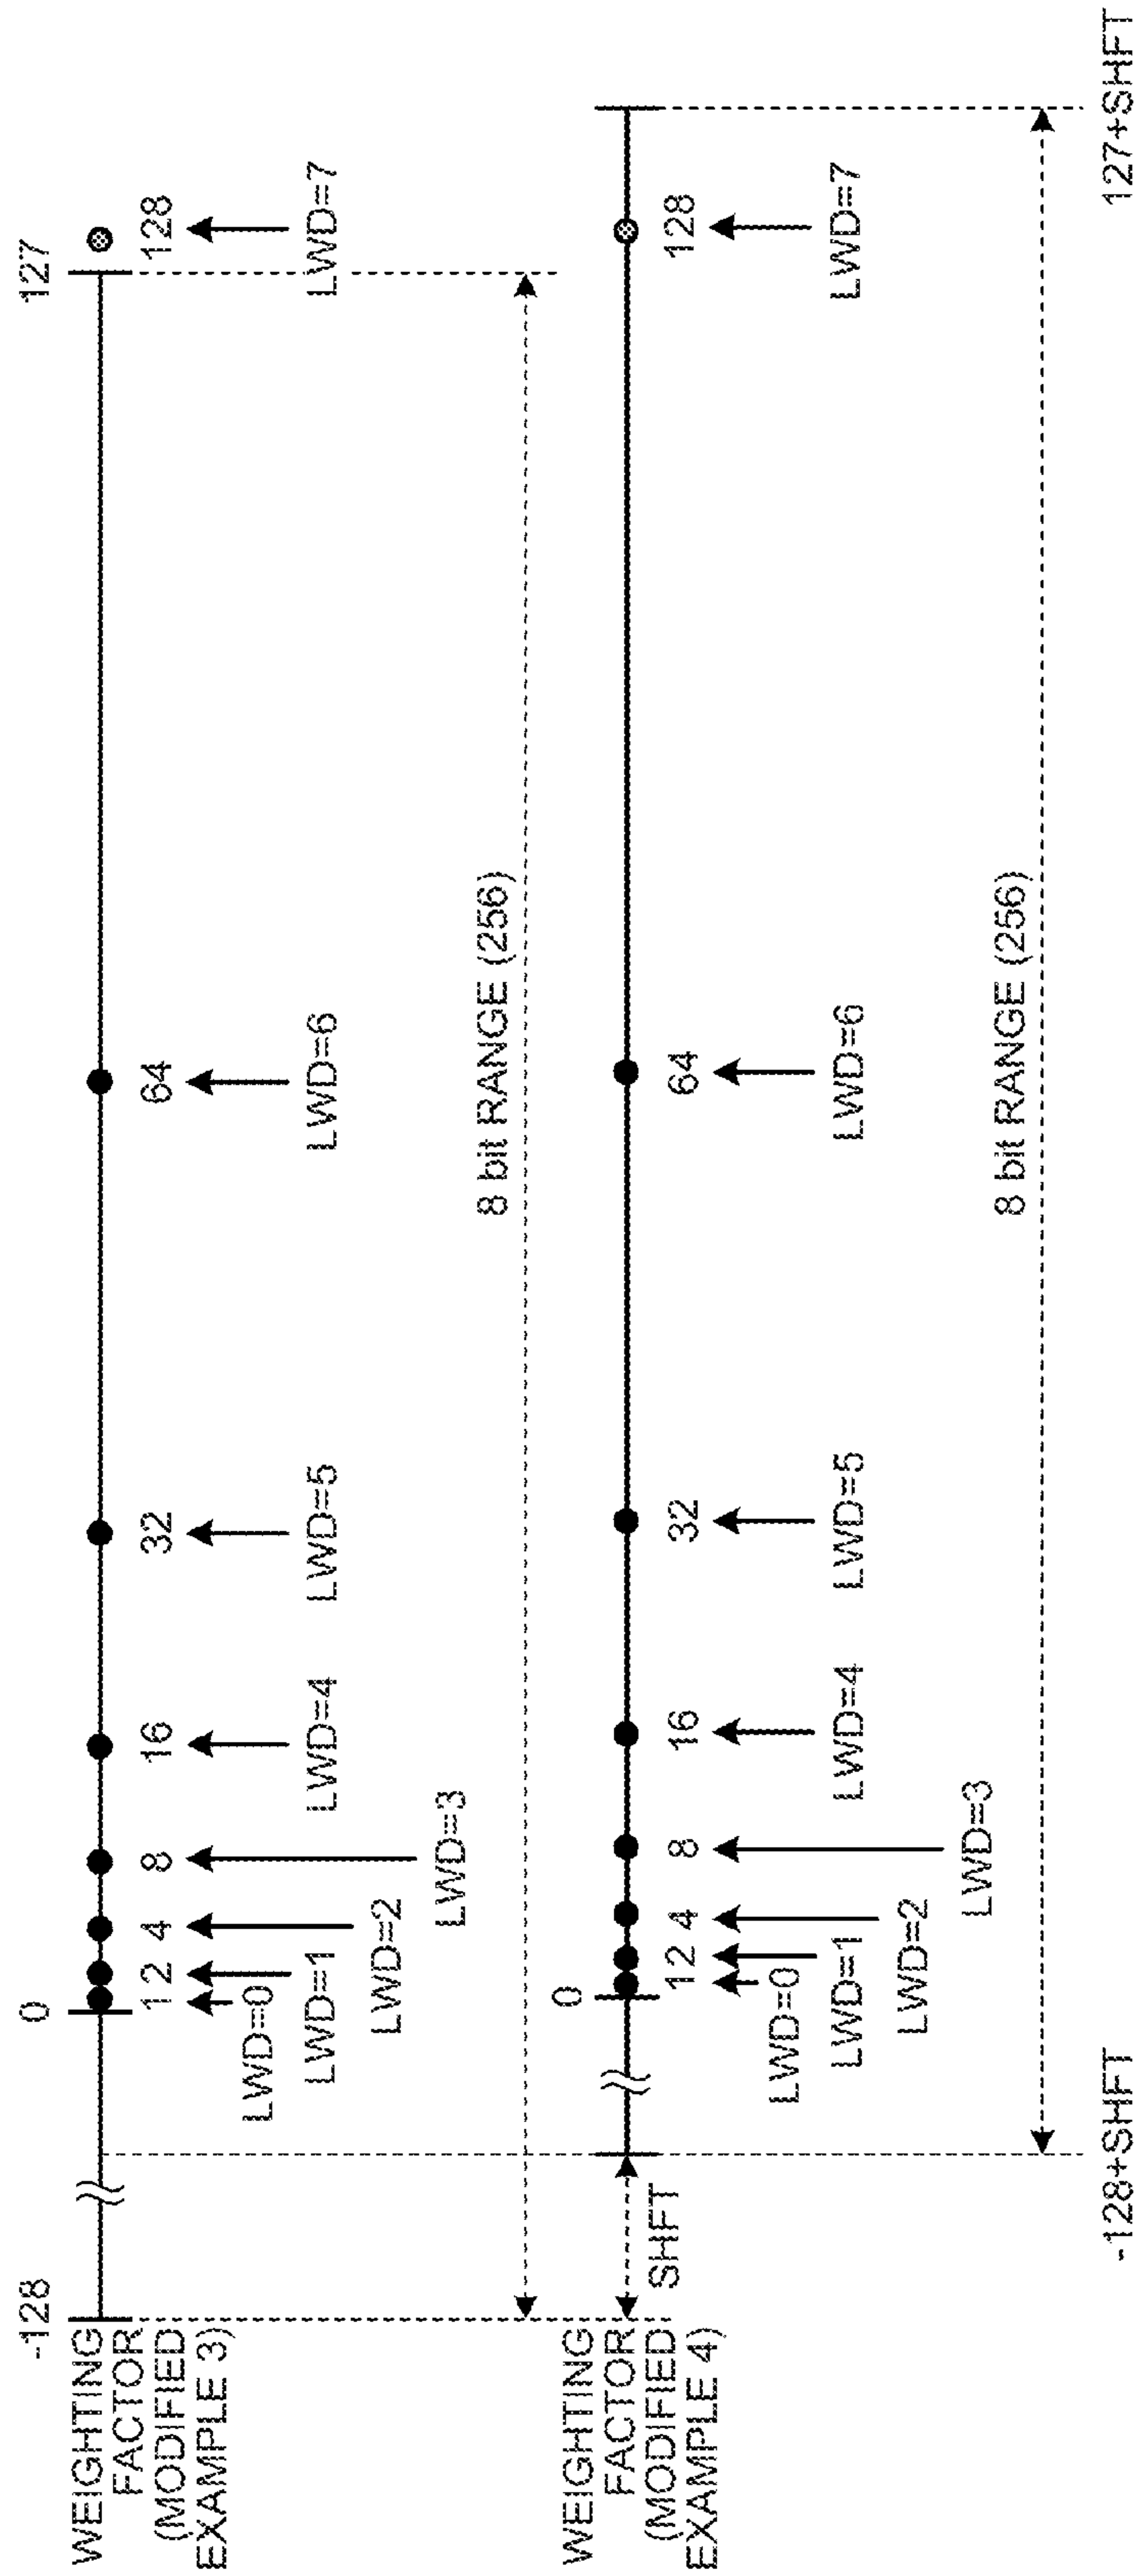 -128
0
127
WEIGHTING
FACTOR
(MODIFIED
EXAMPLE 3)
1 2 4 8 16 32 64 128
LWD=0
LWD=1
LWD=2
LWD=3
LWD=4
LWD=5
LWD=6
LWD=7
8 bit RANGE (256)
0
WEIGHTING
FACTOR
(MODIFIED
EXAMPLE 4)
SHFT
1 2 4 8 16 32 64 128
LWD=0
LWD=1
LWD=2
LWD=3
LWD=4
LWD=5
LWD=6
LWD=7
8 bit RANGE (256)
-128+SHFT
127+SHFT